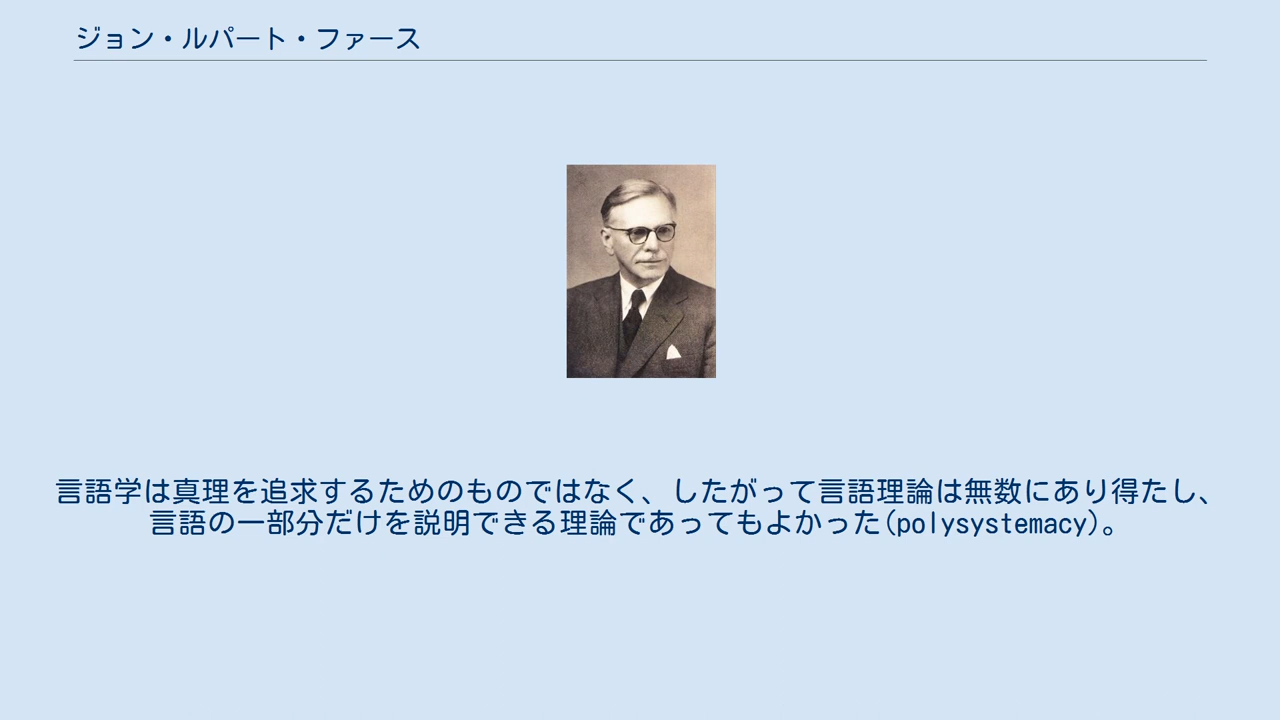 ジョン・ルパート・ファース
言語学は真理を追求するためのものではなく、したがって言語理論は無数にあり得たし、
言語の一部分だけを説明できる理論であってもよかった(polysystemacy)。